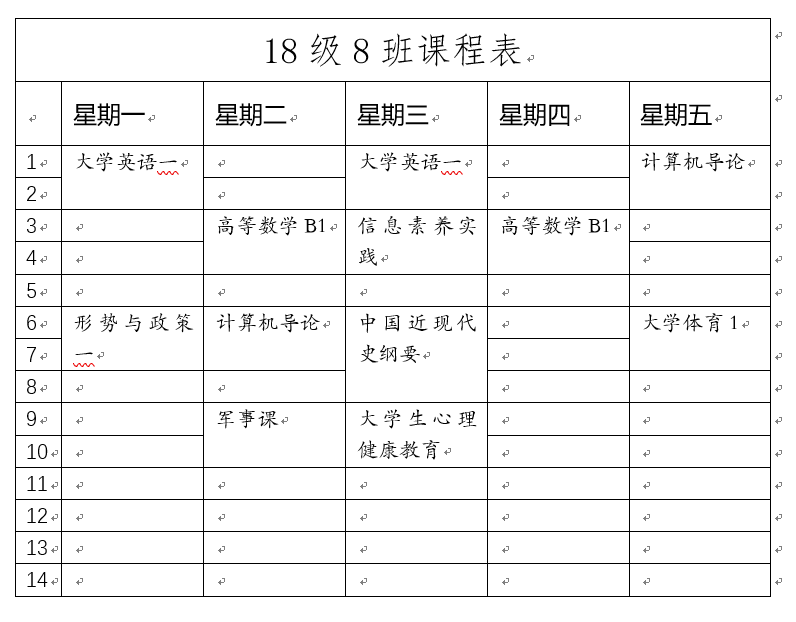 18 级 8 班课程表
星期一 星期二 星期三 星期四 星期五
1 大学英语一 大学英语一 计算机导论
2
3 高等数学 B1 信息素养实 高等数学 B1
4 践
5
6 形势与政策 计算机导论 中国近现代 大学体育 1
7 一 史纲要
8
9 军事课 大学生心理
10 健康教育
11
12
13
14